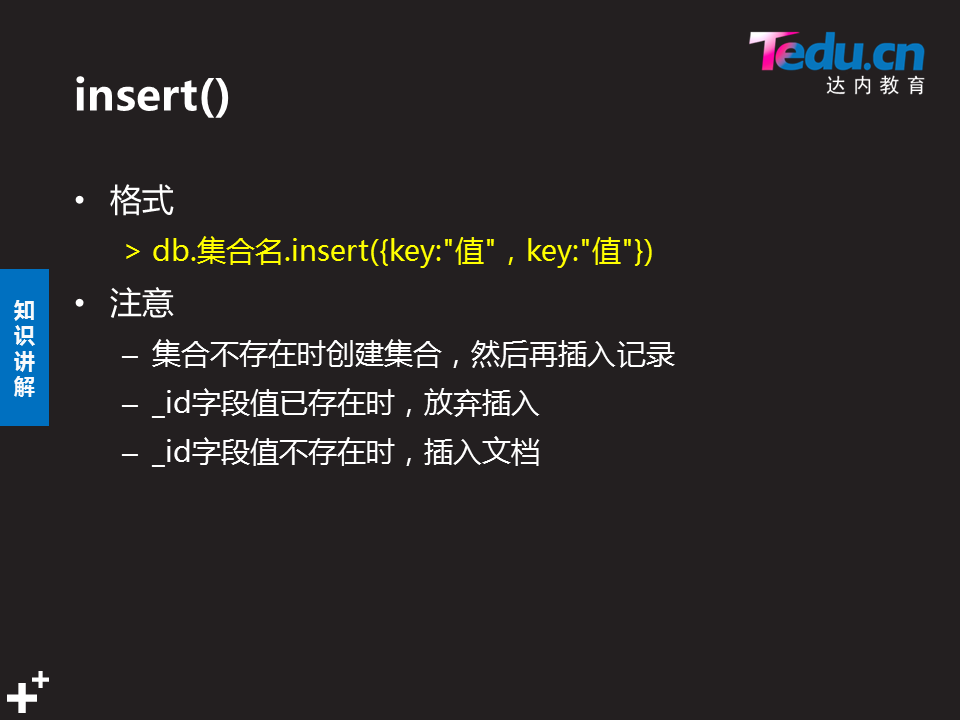 Tedu.cn
达内教育
insert()
• 格式
> db.集合名.insert({key:"值"，key:"值"})
• 注意
– 集合不存在时创建集合，然后再插入记录
– _id字段值已存在时，放弃插入
– _id字段值不存在时，插入文档
知识讲解